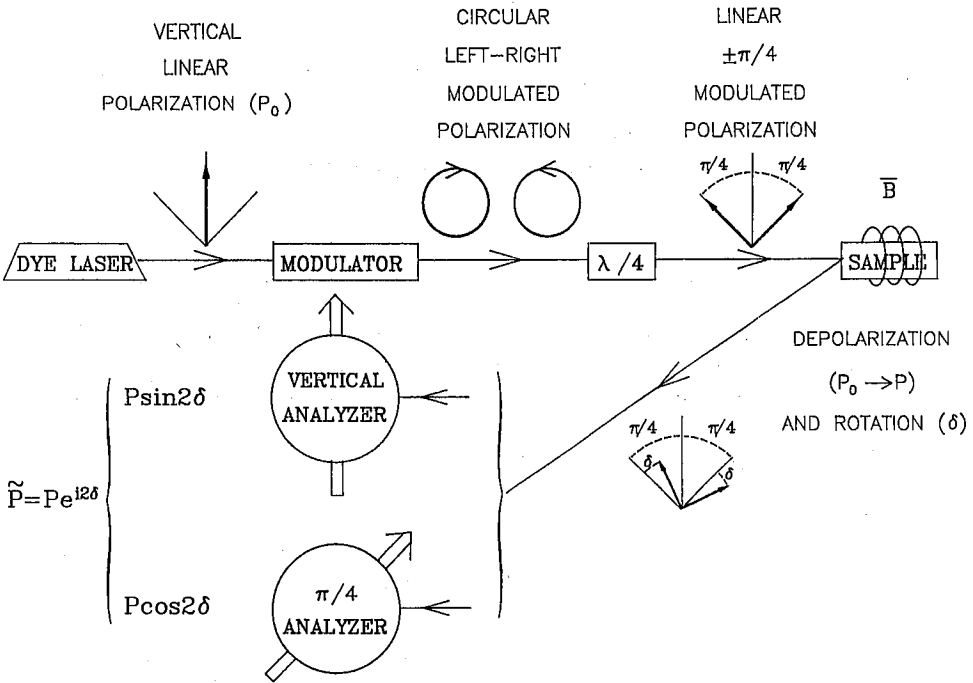 VERTICAL
LINEAR
POLARIZATION (P₀)
CIRCULAR
LEFT–RIGHT
MODULATED
POLARIZATION
LINEAR
±π/4
MODULATED
POLARIZATION
π/4 π/4
B̅
DYE LASER
MODULATOR
λ /4
SAMPLE
DEPOLARIZATION
(P₀ →P)
AND ROTATION (δ)
π/4 π/4
δ δ
VERTICAL
ANALYZER
Psin2δ
P̃=Pe^{i2δ}
Pcos2δ
π/4
ANALYZER